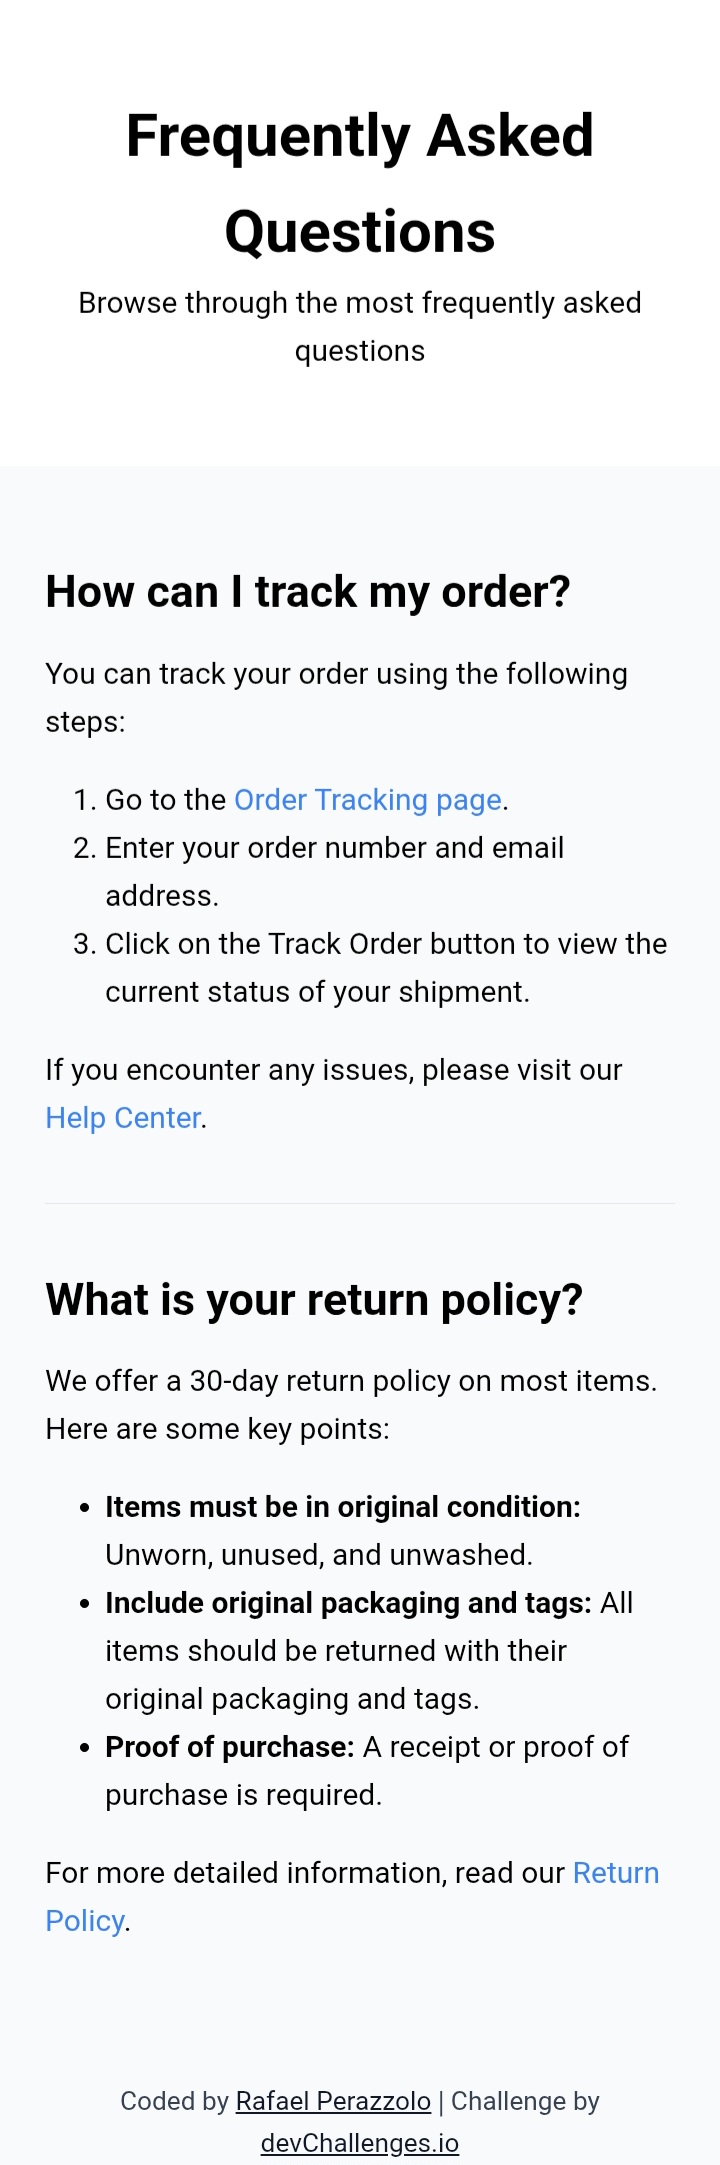 Frequently Asked
Questions
Browse through the most frequently asked
questions
How can I track my order?
You can track your order using the following
steps:
1. Go to the Order Tracking page.
2. Enter your order number and email
address.
3. Click on the Track Order button to view the
current status of your shipment.
If you encounter any issues, please visit our
Help Center.
What is your return policy?
We offer a 30-day return policy on most items.
Here are some key points:
• Items must be in original condition:
Unworn, unused, and unwashed.
• Include original packaging and tags: All
items should be returned with their
original packaging and tags.
• Proof of purchase: A receipt or proof of
purchase is required.
For more detailed information, read our Return
Policy.
Coded by Rafael Perazzolo | Challenge by
devChallenges.io